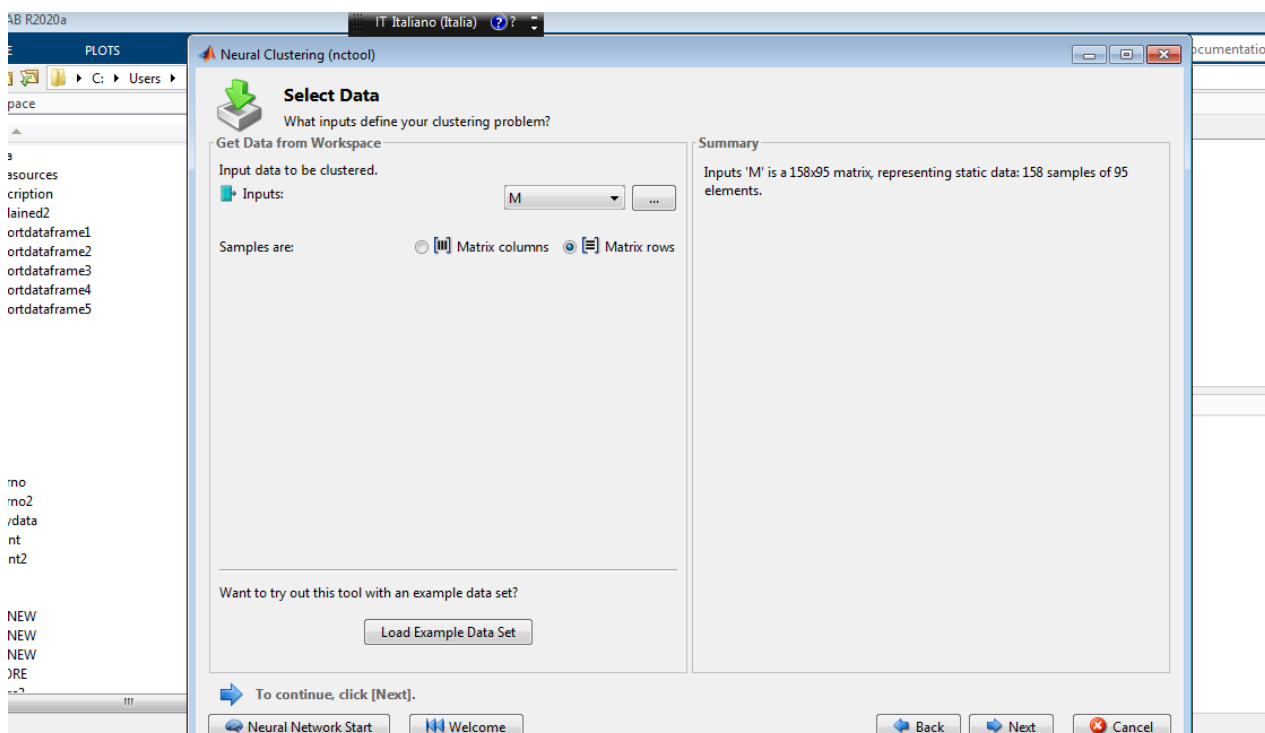 AB R2020a
IT Italiano (Italia) ? ?
E PLOTS
Neural Clustering (nctool)
ocumentatio
C: Users
pace
Select Data
What inputs define your clustering problem?
Get Data from Workspace
Summary
Input data to be clustered.
Inputs: M ...
Inputs 'M' is a 158x95 matrix, representing static data: 158 samples of 95
elements.
Samples are: Matrix columns Matrix rows
a
asources
cription
lained2
ortdataframe1
ortdataframe2
ortdataframe3
ortdataframe4
ortdataframe5
rno
rno2
ydata
nt
nt2
NEW
NEW
NEW
ORE
Want to try out this tool with an example data set?
Load Example Data Set
To continue, click [Next].
Neural Network Start Welcome Back Next Cancel